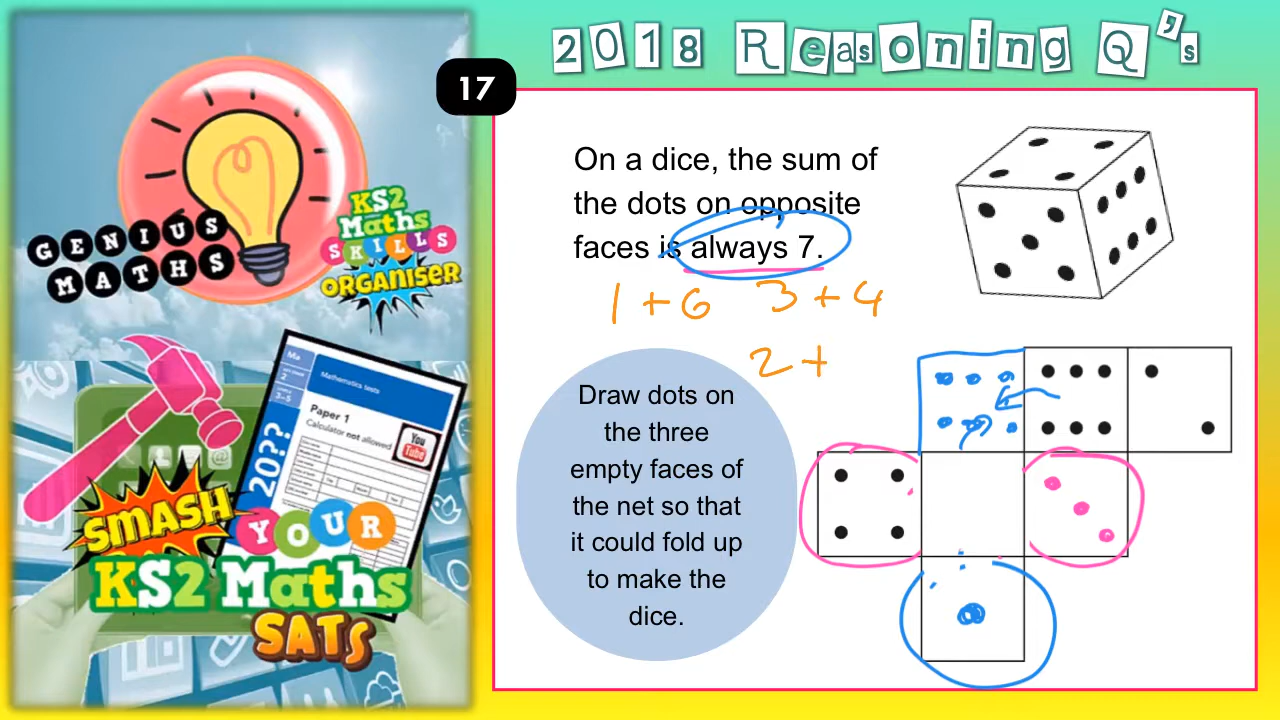 2018 Reasoning Q's
17
On a dice, the sum of
the dots on opposite
faces is always 7.
1 + 6 3 + 4
2 +
Draw dots on
the three
empty faces of
the net so that
it could fold up
to make the
dice.
GENIUS
MATHS
KS2
Maths
SKILLS
ORGANISER
Ma
Mathematics tests
Paper 1
Calculator not allowed
You
Tube
20??
SMASH
YOUR
KS2 Maths
SATs